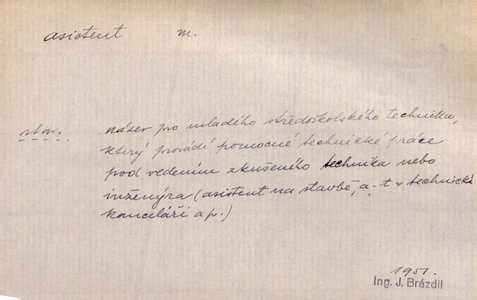 asistent m.
stav. název pro mladého středoškolského technika,
který provádí pomocné technické práce
pod vedením zkušeného technika nebo
inženýra (asistent na stavbě, a-t v technické
kanceláři ap.)
1951.
Ing. J. Brázdil